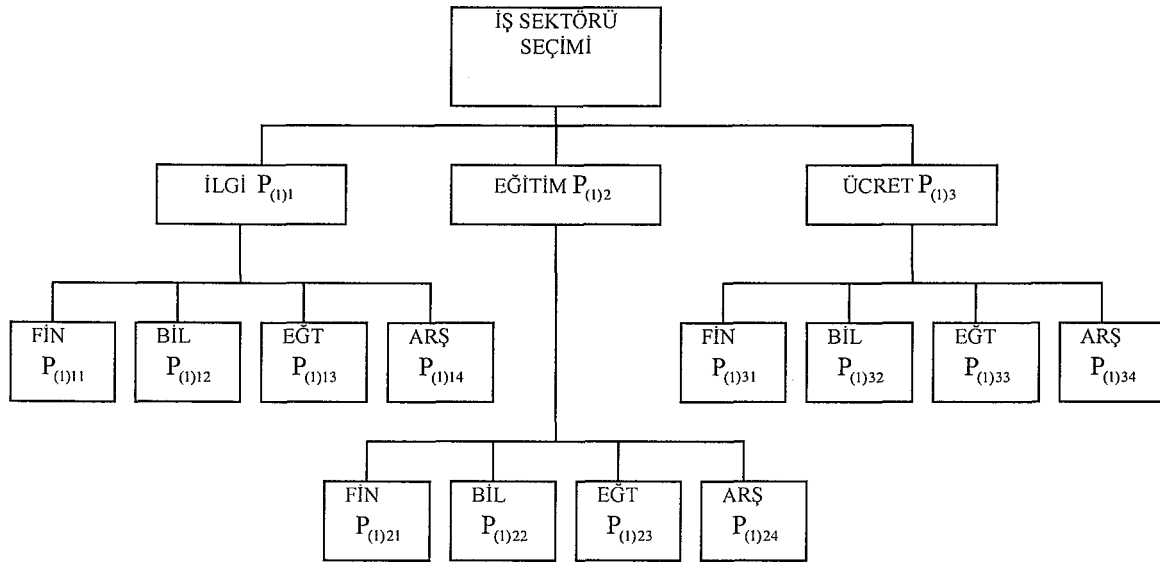 İŞ SEKTÖRÜ
SEÇİMİ
İLGİ P₍₁₎₁
EĞİTİM P₍₁₎₂
ÜCRET P₍₁₎₃
FİN
P₍₁₎₁₁
BİL
P₍₁₎₁₂
EĞT
P₍₁₎₁₃
ARŞ
P₍₁₎₁₄
FİN
P₍₁₎₃₁
BİL
P₍₁₎₃₂
EĞT
P₍₁₎₃₃
ARŞ
P₍₁₎₃₄
FİN
P₍₁₎₂₁
BİL
P₍₁₎₂₂
EĞT
P₍₁₎₂₃
ARŞ
P₍₁₎₂₄